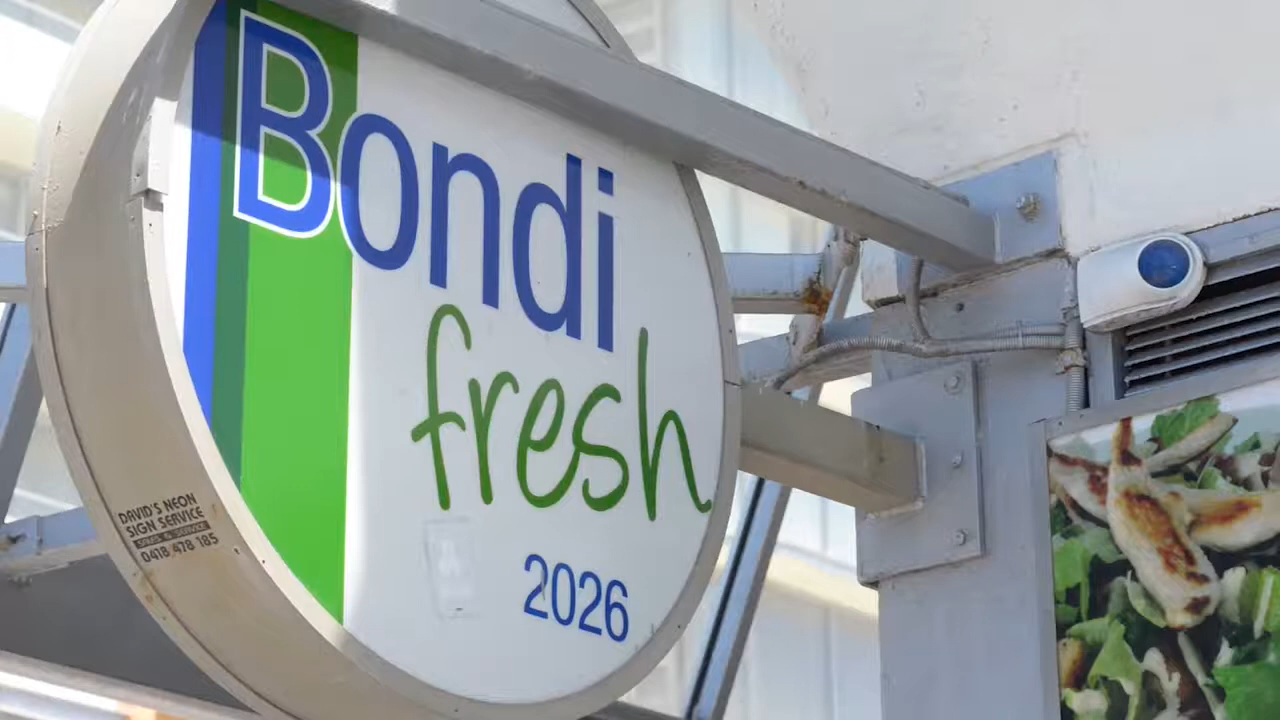 Bondi
fresh
2026
DAVID'S NEON
SIGN SERVICE
0418 478 185